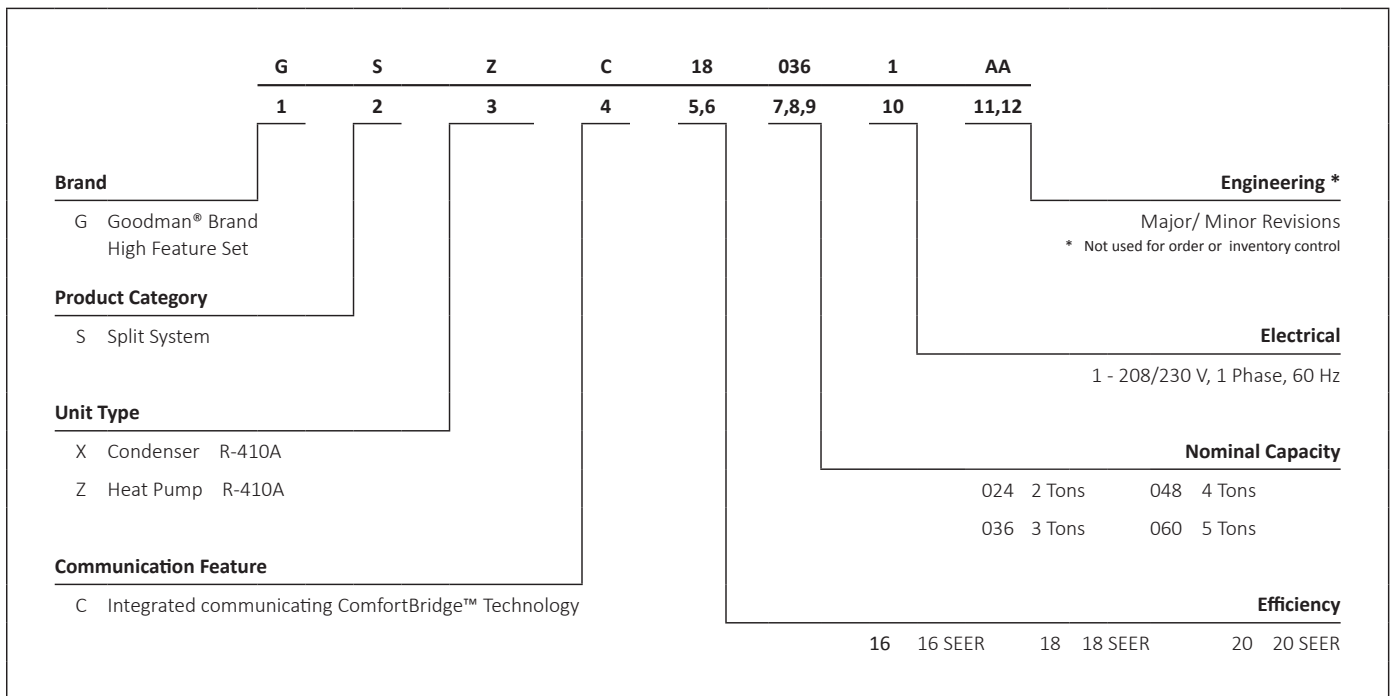 G S Z C 18 036 1 AA
1 2 3 4 5,6 7,8,9 10 11,12
Brand
G Goodman® Brand
High Feature Set
Product Category
S Split System
Unit Type
X Condenser R-410A
Z Heat Pump R-410A
Communication Feature
C Integrated communicating ComfortBridge™ Technology
Engineering *
Major/ Minor Revisions
* Not used for order or inventory control
Electrical
1 - 208/230 V, 1 Phase, 60 Hz
Nominal Capacity
024 2 Tons 048 4 Tons
036 3 Tons 060 5 Tons
Efficiency
16 16 SEER 18 18 SEER 20 20 SEER